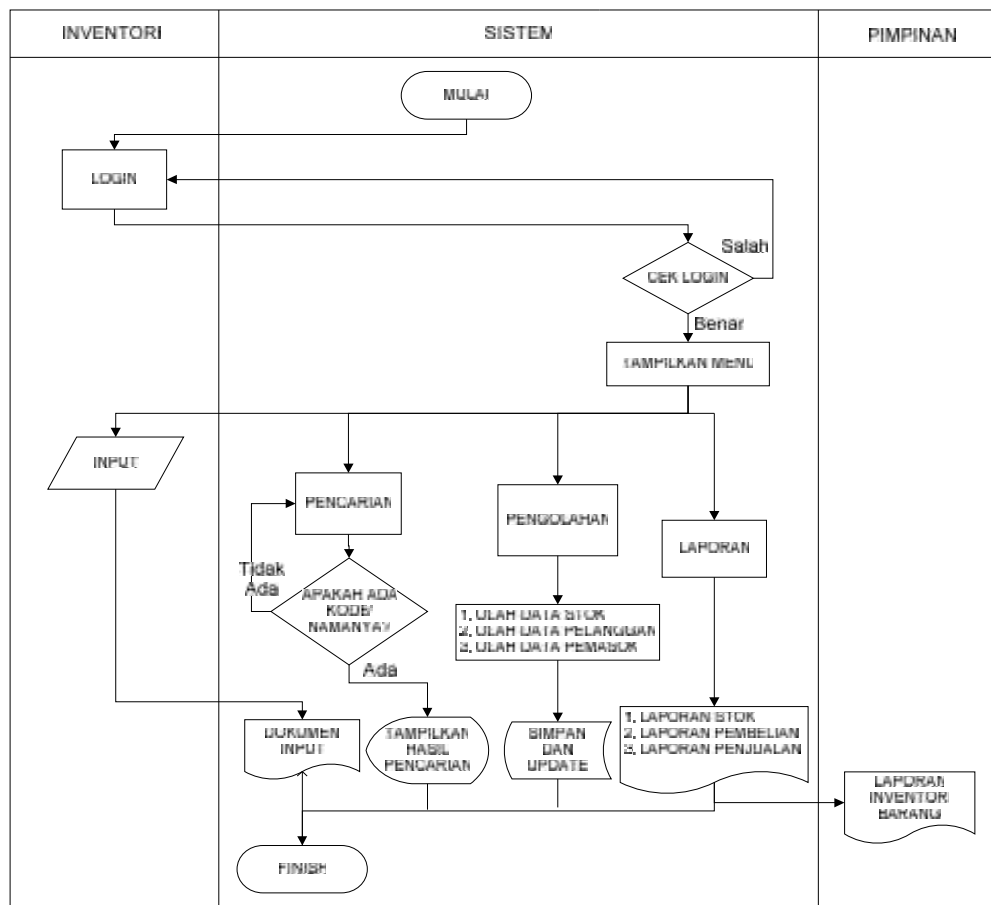 INVENTORI
SISTEM
PIMPINAN
MULAI
LOGIN
Salah
CEK LOGIN
Benar
TAMPILKAN MENU
INPUT
PENCARIAN
PENGOLAHAN
LAPORAN
Tidak
Ada
APAKAH ADA
KODE/
NAMANYA?
1. OLAH DATA STOK
2. OLAH DATA PELANGGAN
3. OLAH DATA PEMASOK
Ada
DOKUMEN
INPUT
TAMPILKAN
HASIL
PENCARIAN
SIMPAN
DAN
UPDATE
1. LAPORAN STOK
2. LAPORAN PEMBELIAN
3. LAPORAN PENJUALAN
LAPORAN
INVENTORI
BARANG
FINISH